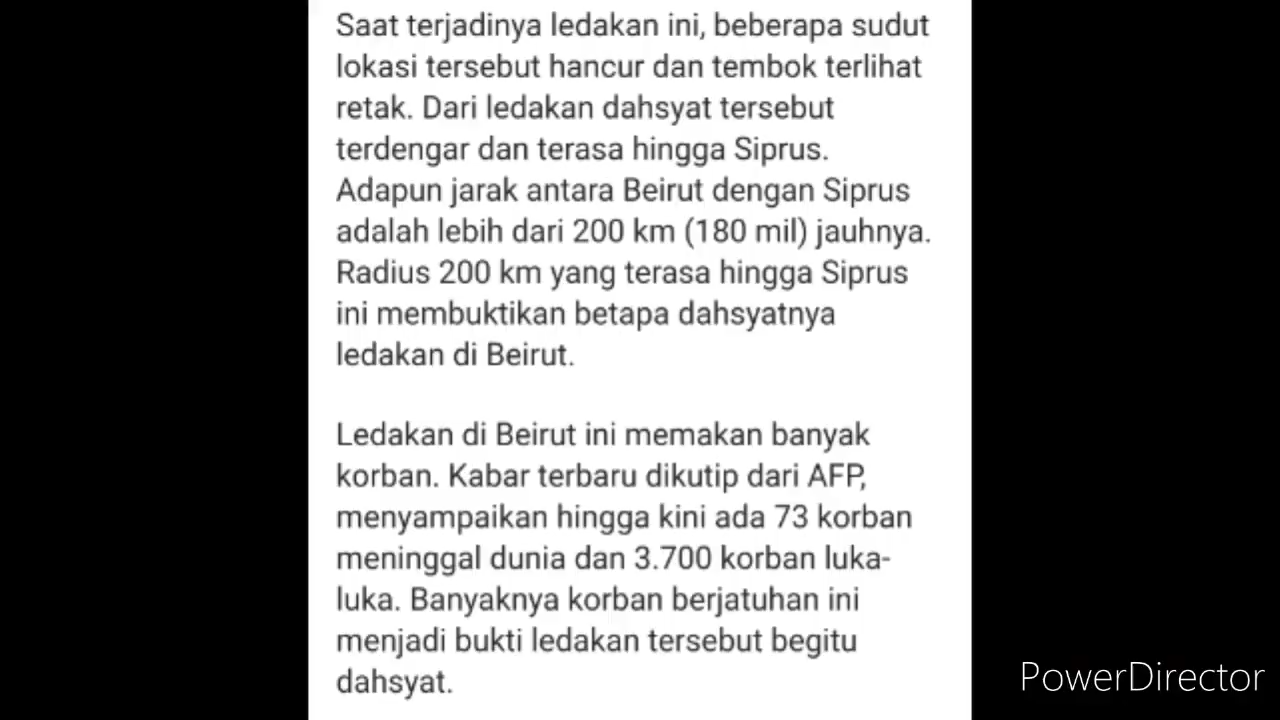 Saat terjadinya ledakan ini, beberapa sudut
lokasi tersebut hancur dan tembok terlihat
retak. Dari ledakan dahsyat tersebut
terdengar dan terasa hingga Siprus.
Adapun jarak antara Beirut dengan Siprus
adalah lebih dari 200 km (180 mil) jauhnya.
Radius 200 km yang terasa hingga Siprus
ini membuktikan betapa dahsyatnya
ledakan di Beirut.
Ledakan di Beirut ini memakan banyak
korban. Kabar terbaru dikutip dari AFP,
menyampaikan hingga kini ada 73 korban
meninggal dunia dan 3.700 korban luka-
luka. Banyaknya korban berjatuhan ini
menjadi bukti ledakan tersebut begitu
dahsyat.
PowerDirector